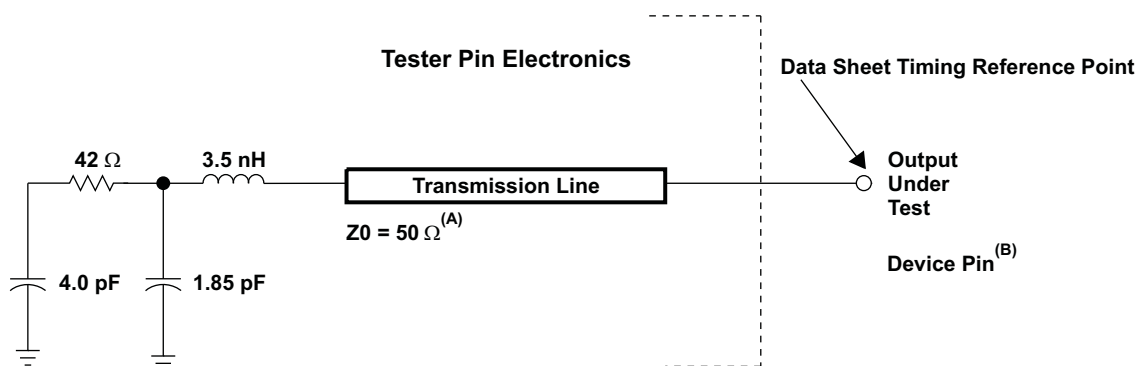 Tester Pin Electronics
Data Sheet Timing Reference Point
42 Ω
3.5 nH
Transmission Line
Output
Under
Test
Z0 = 50 Ω(A)
Device Pin(B)
4.0 pF
1.85 pF